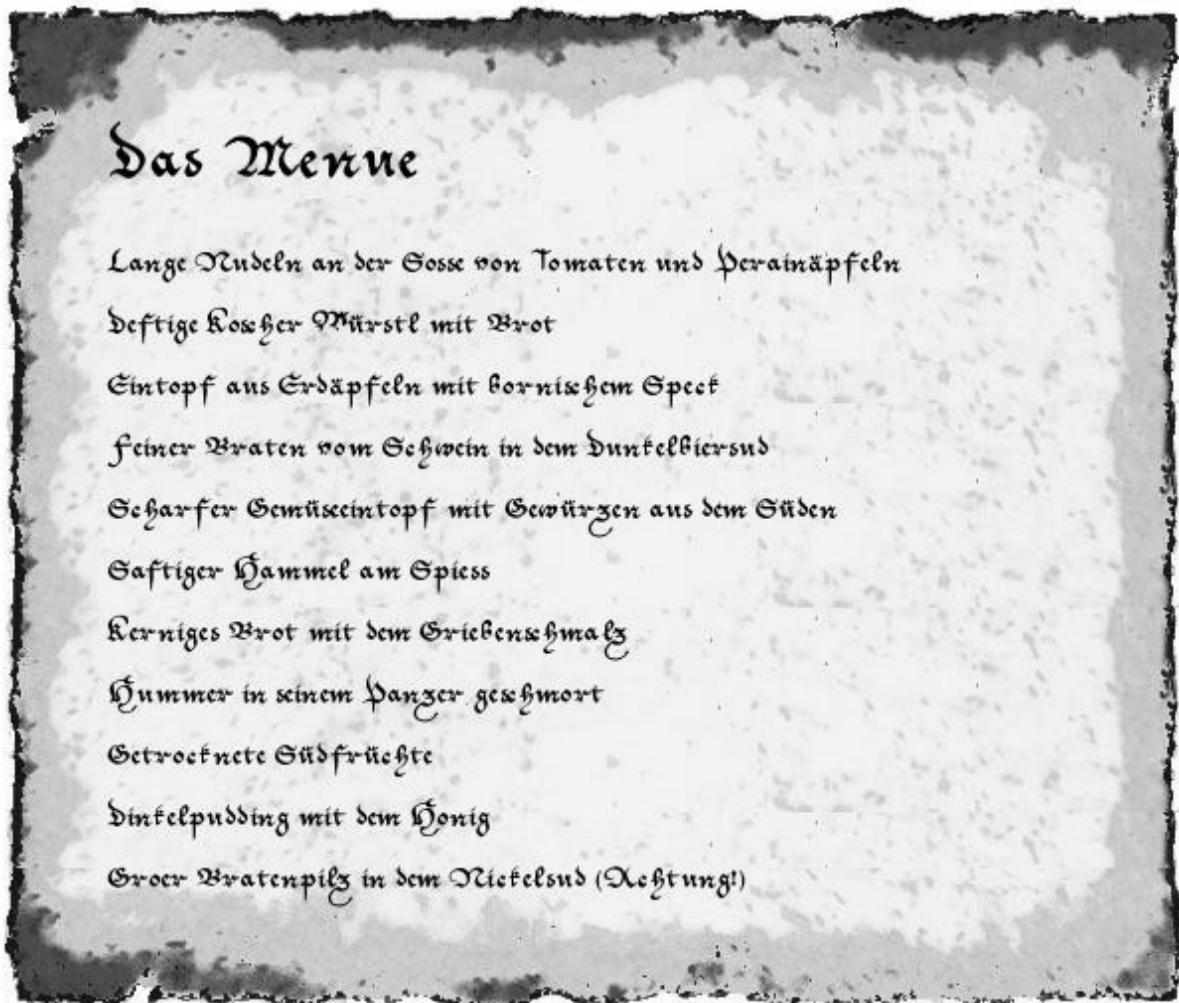 Das Menue
Lange Nudeln an der Sosse von Tomaten und Perainäpfeln
Deftige Koscher Würstl mit Brot
Eintopf aus Erdäpfeln mit bornischem Speck
Feiner Braten vom Schwein in dem Dunkelbiersud
Scharfer Gemüseeintopf mit Gewürzen aus dem Süden
Saftiger Hammel am Spiess
Kerniges Brot mit dem Griebenschmalz
Hummer in seinem Panzer geschmort
Getrocknete Südfrüchte
Dinkelpudding mit dem Honig
Groer Bratenpilz in dem Nickelsud (Achtung!)